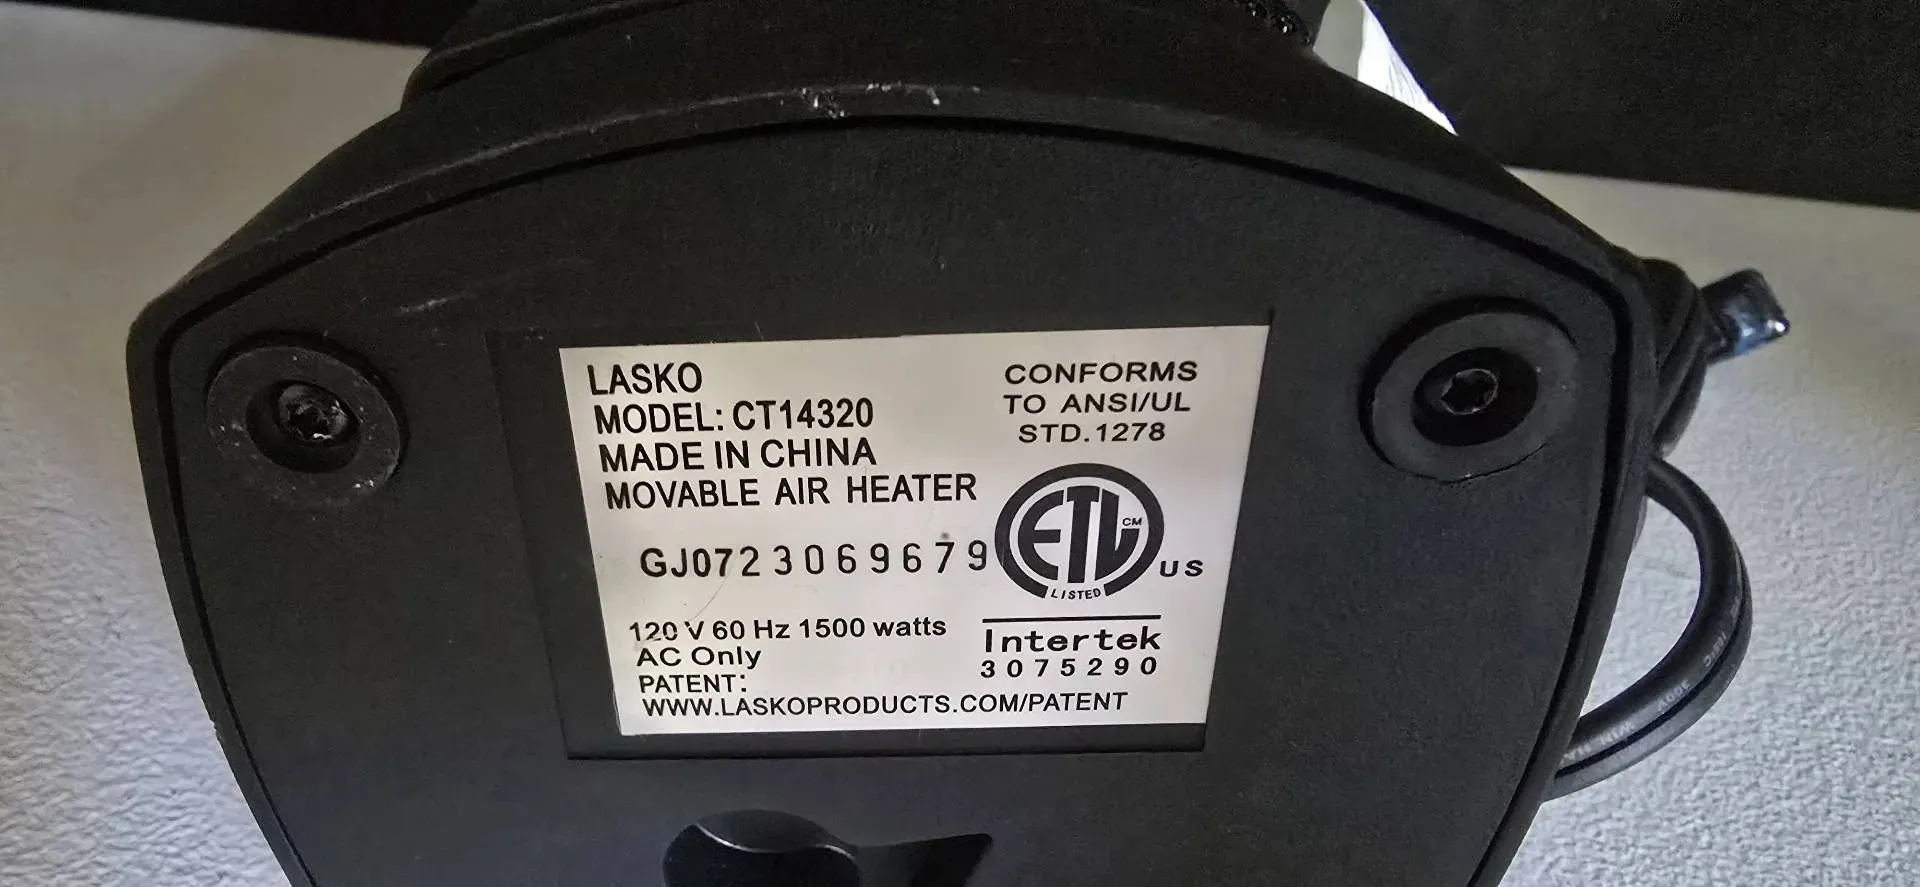 LASKO
MODEL: CT14320
MADE IN CHINA
MOVABLE AIR HEATER
GJ0723069679
120 V 60 Hz 1500 watts
AC Only
PATENT:
WWW.LASKOPRODUCTS.COM/PATENT
CONFORMS
TO ANSI/UL
STD.1278
ETL CM
LISTED
US
Intertek
3075290